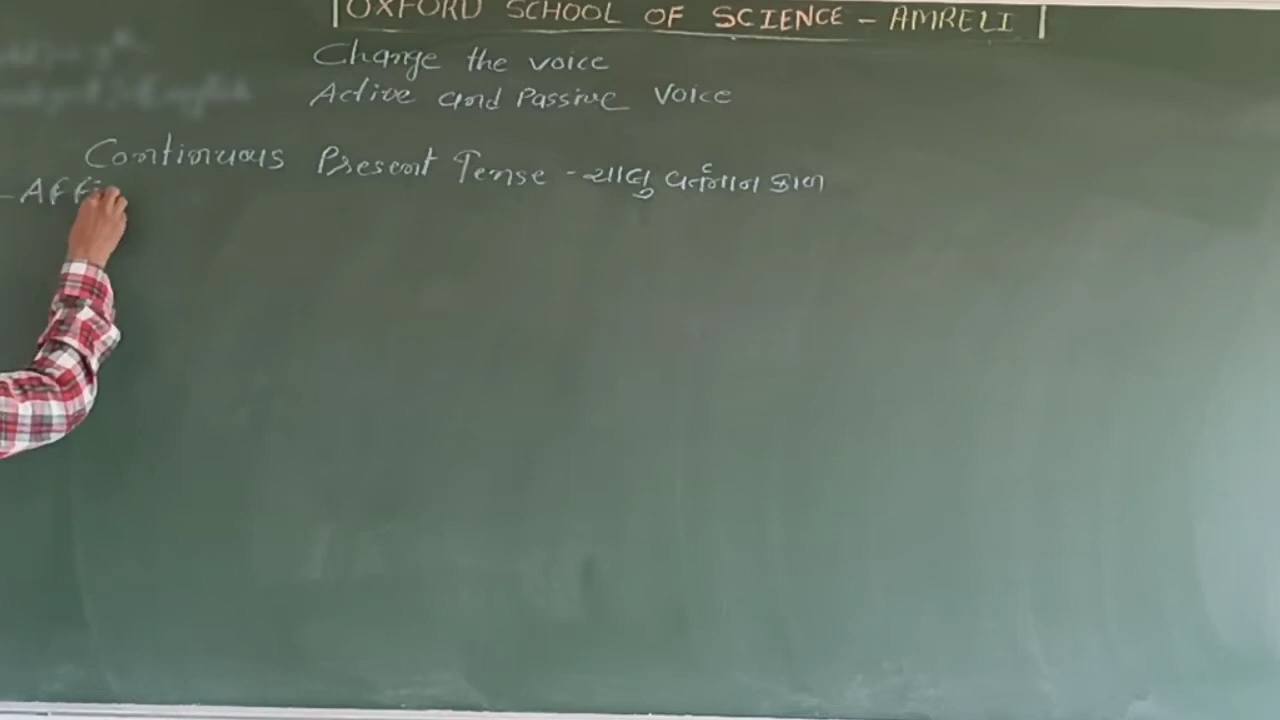 OXFORD SCHOOL OF SCIENCE - AMRELI
Change the voice
Active and Passive Voice
Continuous Present Tense - ચાલુ વર્તમાન કાળ
- AFFi